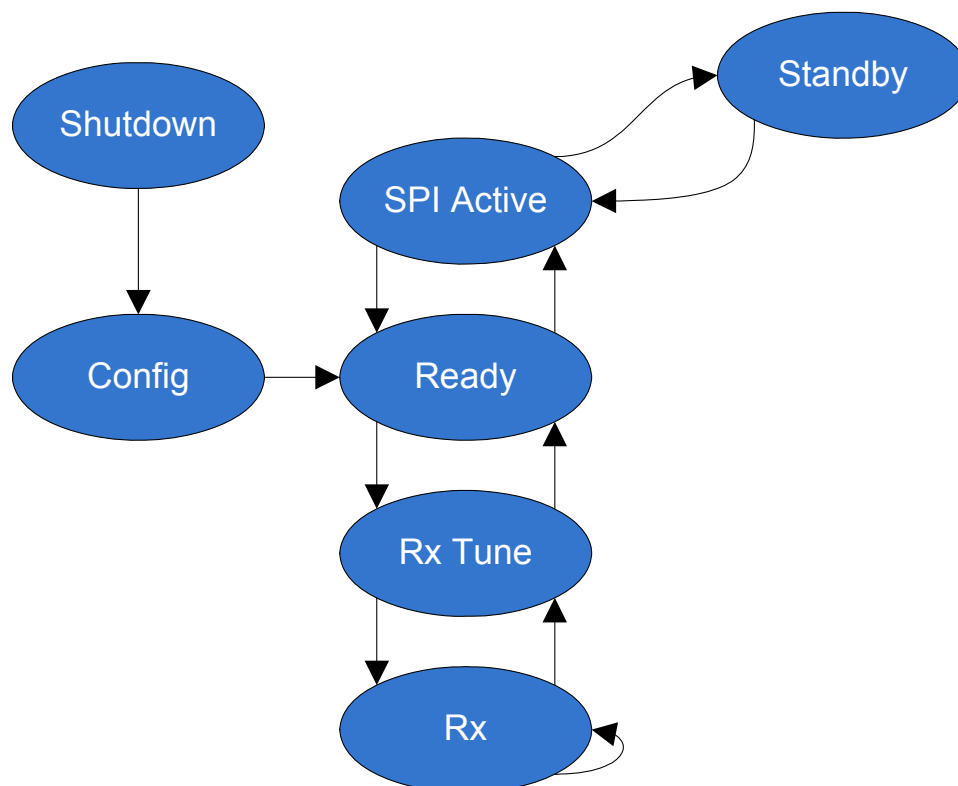 Standby
Shutdown
SPI Active
Config
Ready
Rx Tune
Rx